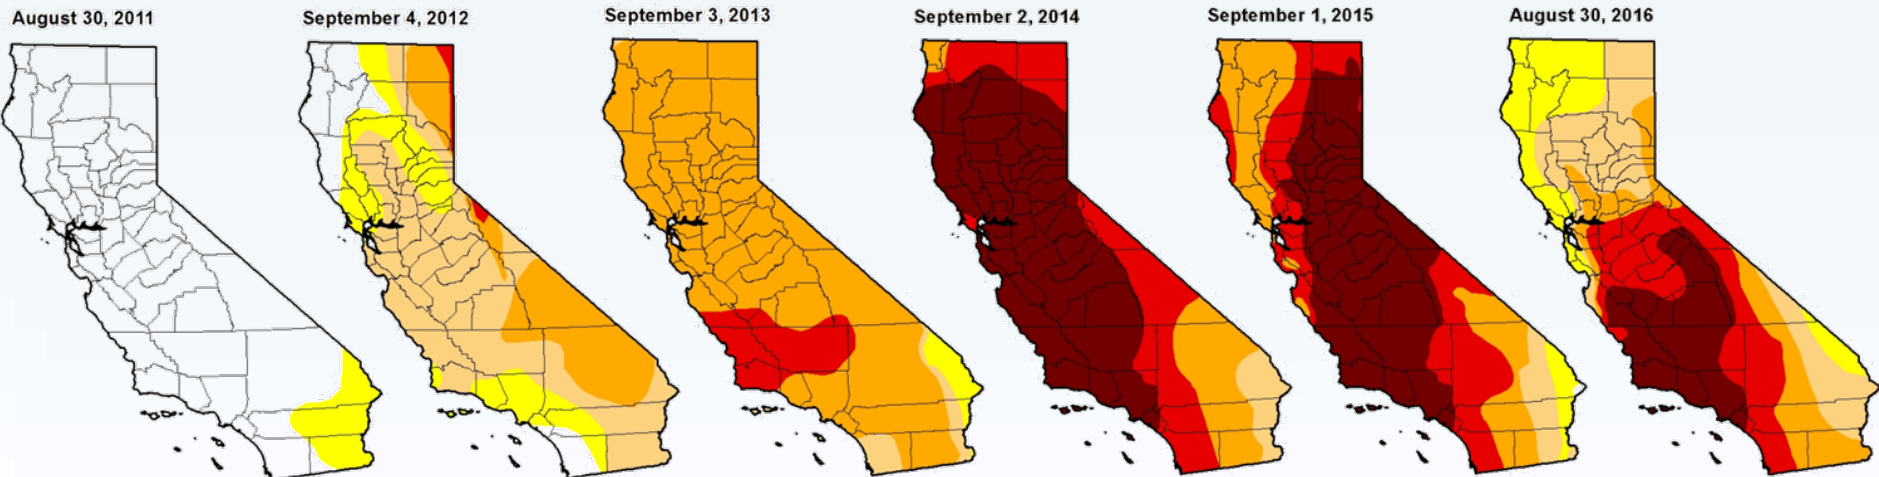 August 30, 2011
September 4, 2012
September 3, 2013
September 2, 2014
September 1, 2015
August 30, 2016